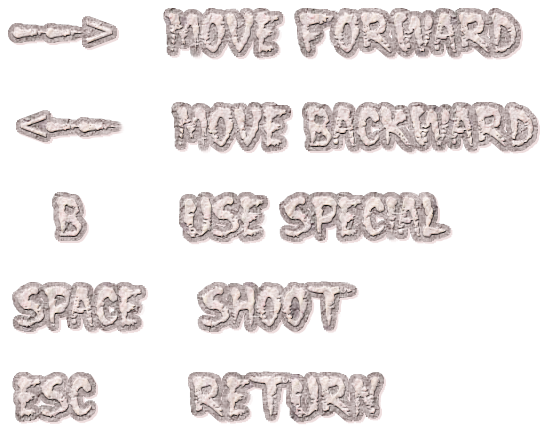 → MOVE FORWARD
← MOVE BACKWARD
B USE SPECIAL
SPACE SHOOT
ESC RETURN